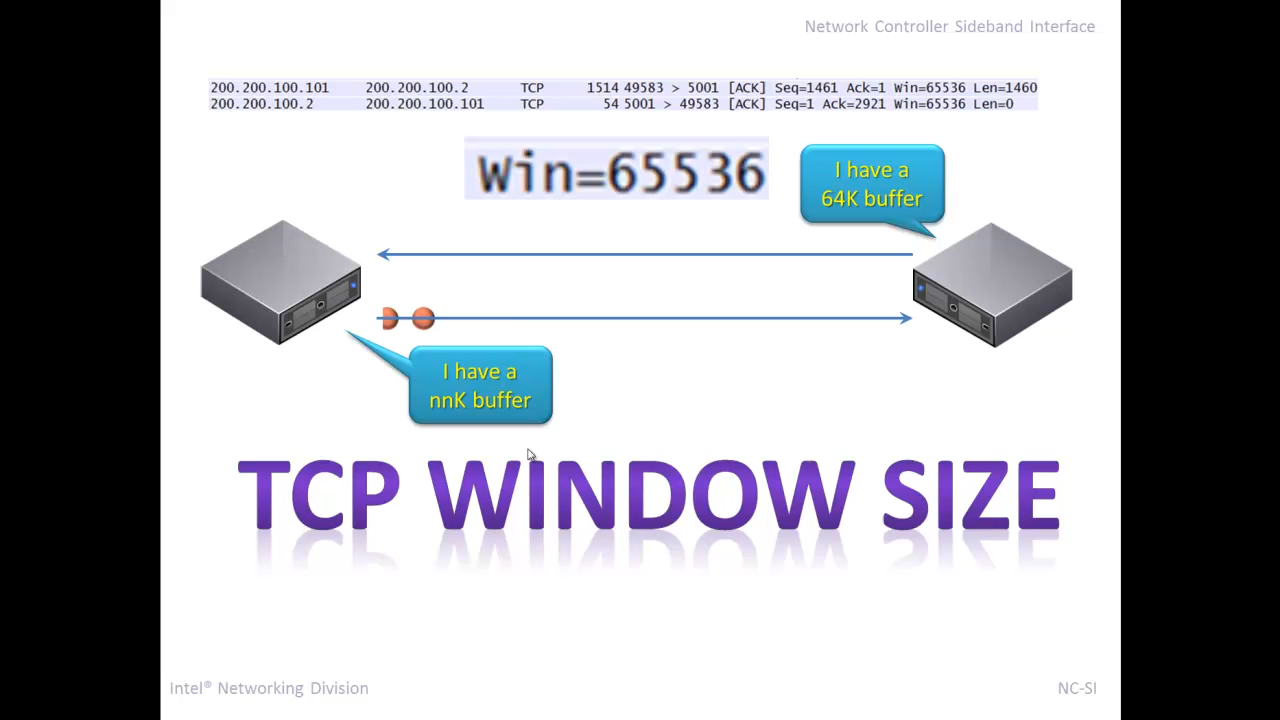 Network Controller Sideband Interface
200.200.100.101 200.200.100.2 TCP 1514 49583 > 5001 [ACK] Seq=1461 Ack=1 Win=65536 Len=1460
200.200.100.2 200.200.100.101 TCP 54 5001 > 49583 [ACK] Seq=1 Ack=2921 Win=65536 Len=0
Win=65536
I have a
64K buffer
I have a
nnK buffer
TCP WINDOW SIZE
Intel® Networking Division
NC-SI